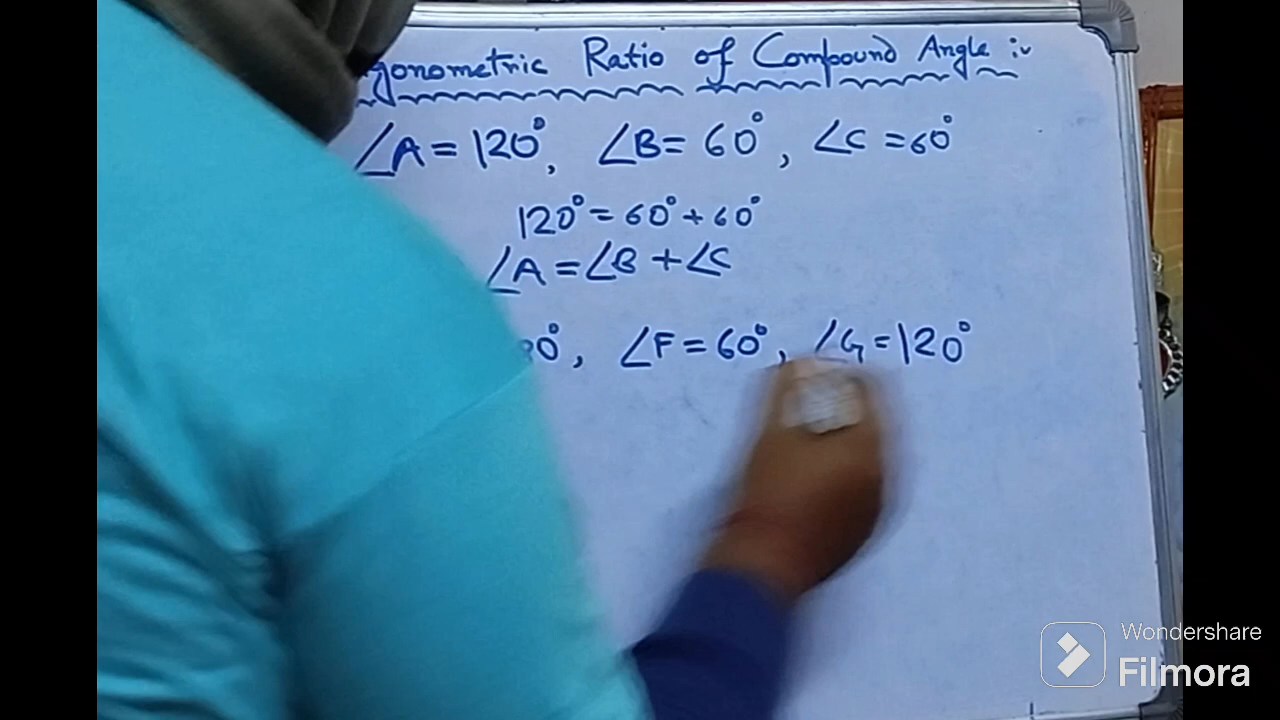 gonometric Ratio of Compound Angle :~
∠A = 120°, ∠B = 60°, ∠C = 60°
120° = 60° + 60°
∠A = ∠B + ∠C
0°, ∠F = 60°, ∠G = 120°
Wondershare
Filmora